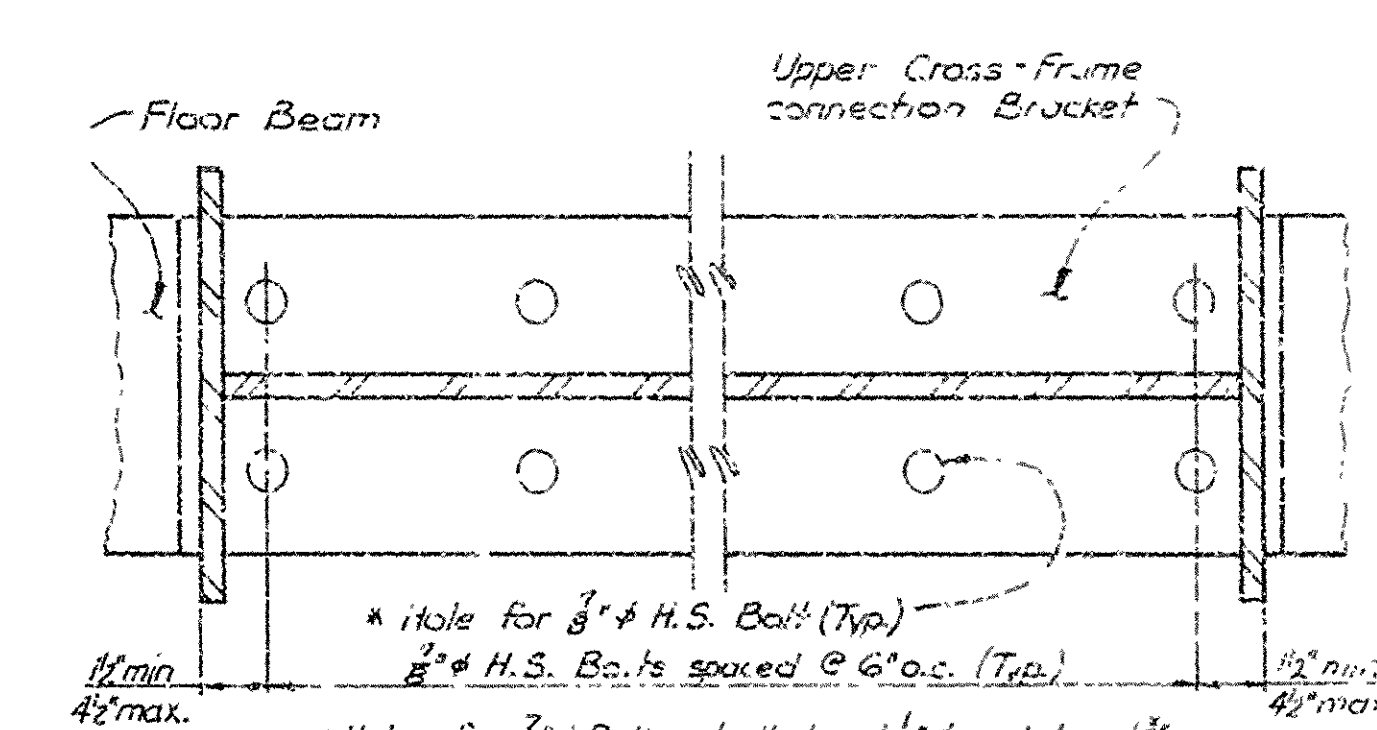 Upper Cross-Frame
connection Bracket
Floor Beam
* Hole for 7/8"ϕ H.S. Bolt (Typ.)
7/8"ϕ H.S. Bolts spaced @ 6" o.c. (Typ.)
1½" min
4½" max.
1½" min.
4½" max